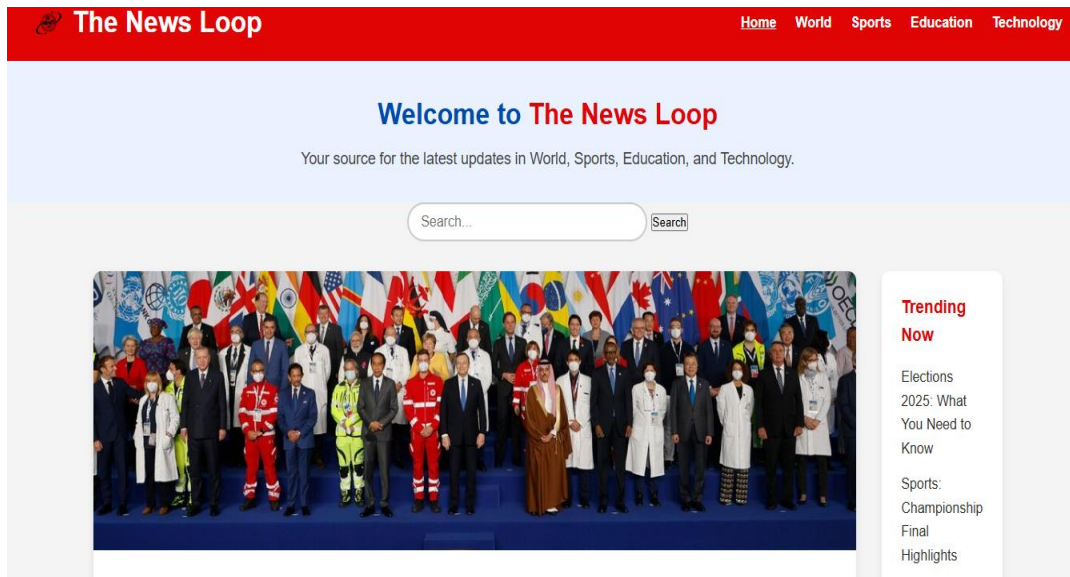 The News Loop
Home World Sports Education Technology
Welcome to The News Loop
Your source for the latest updates in World, Sports, Education, and Technology.
Search...
Search
Trending
Now
Elections
2025: What
You Need to
Know
Sports:
Championship
Final
Highlights